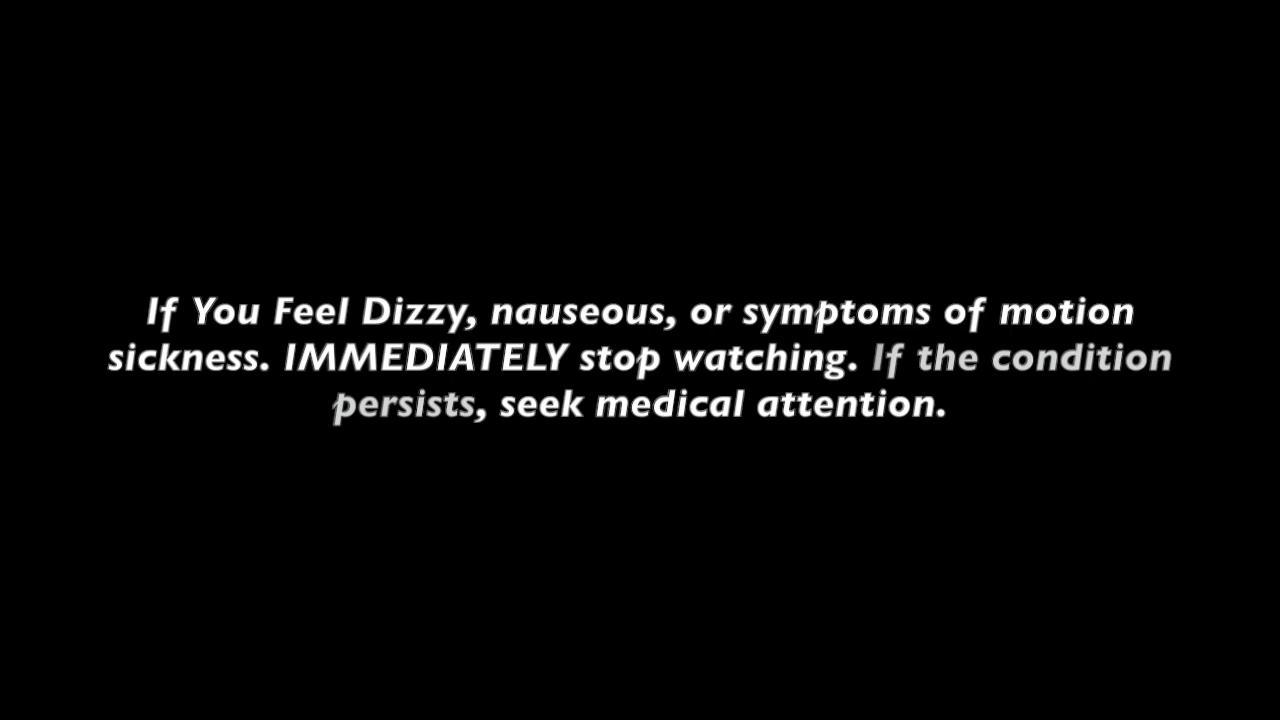 If You Feel Dizzy, nauseous, or symptoms of motion
sickness. IMMEDIATELY stop watching. If the condition
persists, seek medical attention.